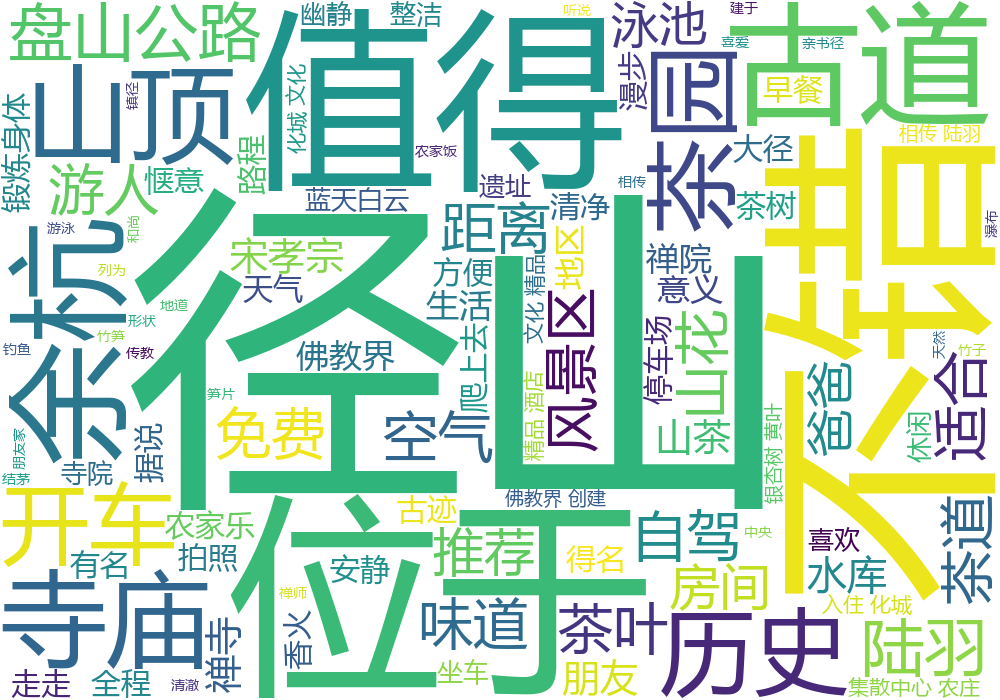 盘山公路
幽静
整洁
值得
听说
泳池
建于
喜爱
亲书径
古道
山顶
镇径
化城 文化
漫步
茶园
早餐
锻炼身体
农家饭
相传 陆羽
游人
惬意
路程
蓝天白云
遗址
清净
相传
大径
茶树
不错
瀑布
余杭
游泳
和尚
径山
宋孝宗
距离
地区
禅院
列为
天气
方便
文化 精品
意义
地道
生活
形状
竹笋
钓鱼
传教
佛教界
爬上去
风景区
停车场
山花
天然
竹子
适合
爸爸
笋片
精品 酒店
免费
空气
山茶
银杏树 黄叶
休闲
朋友家
结茅
寺院
据说
开车
位于
佛教界 创建
古迹
农家乐
推荐
自驾
中央
喜欢
茶道
有名
拍照
安静
得名
水库
房间
寺庙
禅师
味道
茶叶
历史
入住 化城
陆羽
禅寺
香火
走走
全程
清澈
坐车
朋友
集散中心 农庄